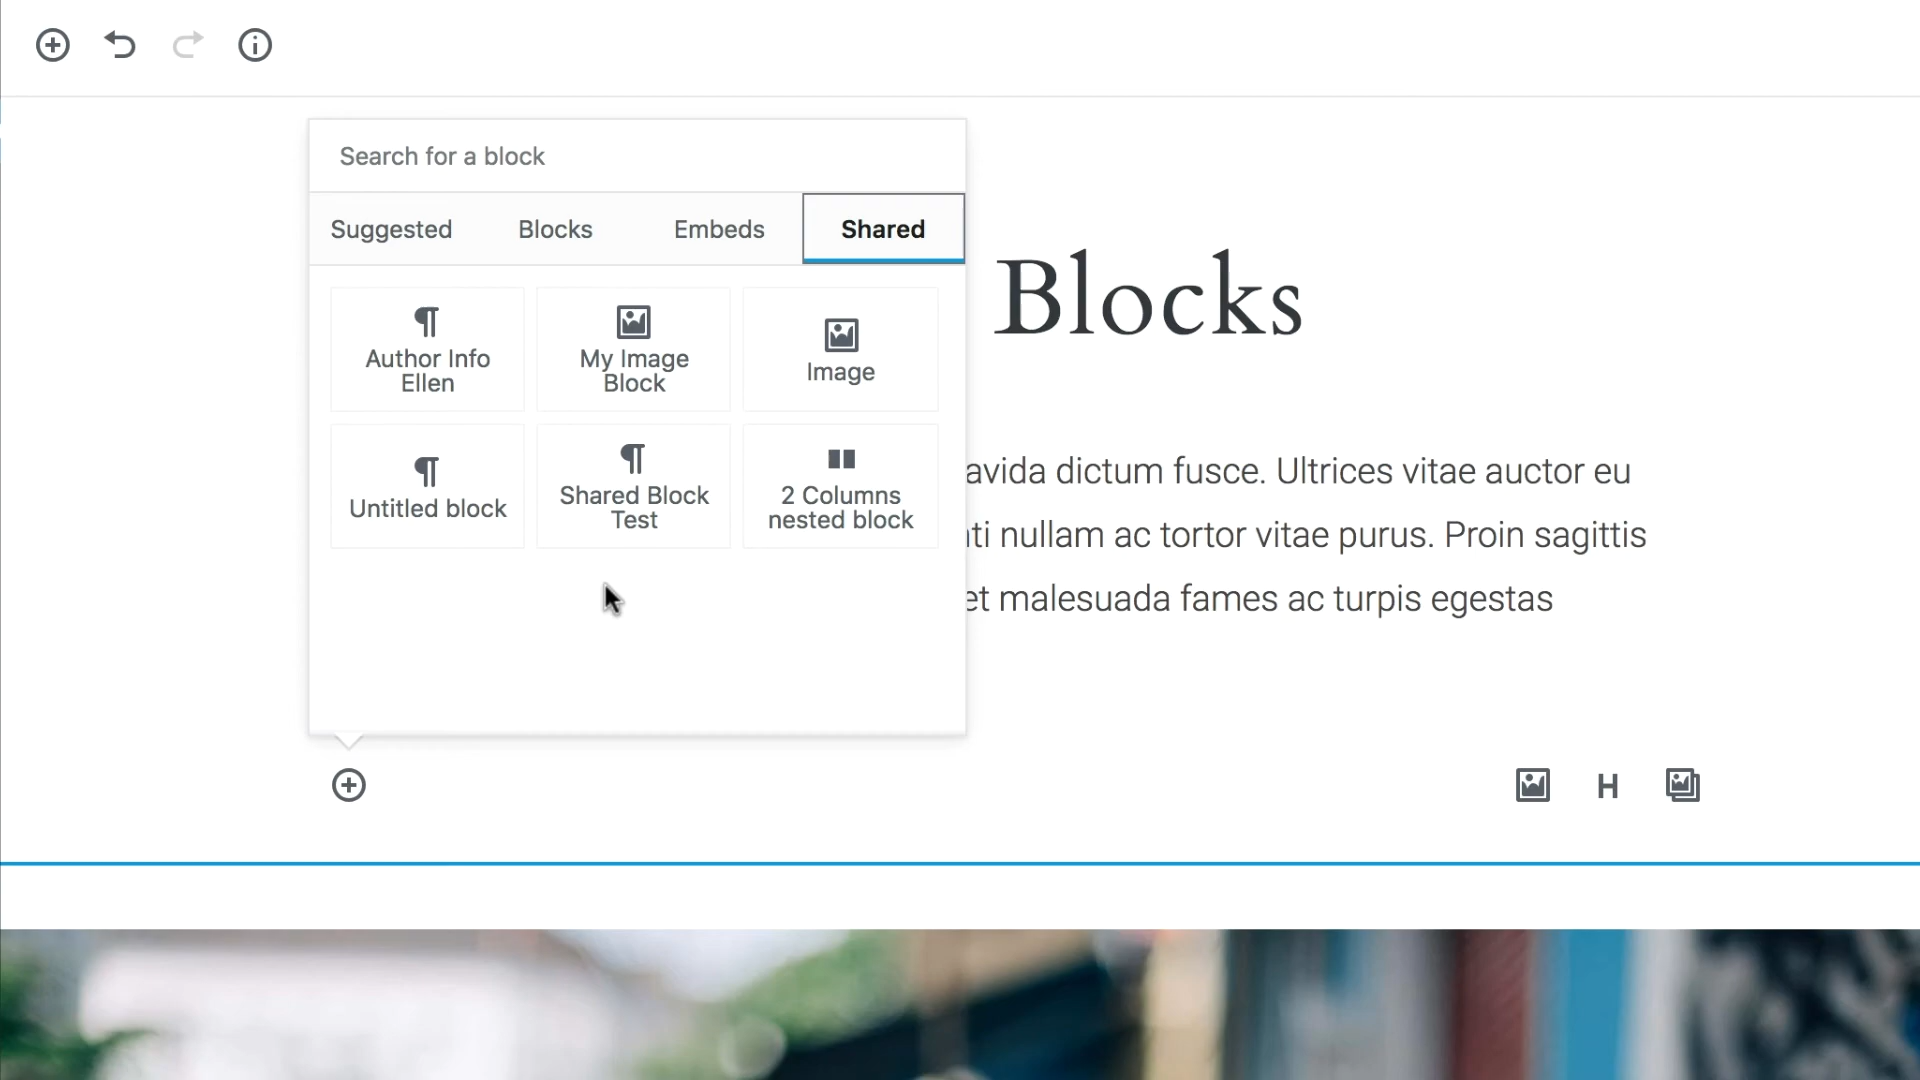 Search for a block
Suggested Blocks Embeds Shared
Blocks
Author Info
Ellen
My Image
Block
Image
Untitled block
Shared Block
Test
2 Columns
nested block
dictum fusce. Ultrices vitae auctor eu
nullam ac tortor vitae purus. Proin sagittis
et malesuada fames ac turpis egestas
H